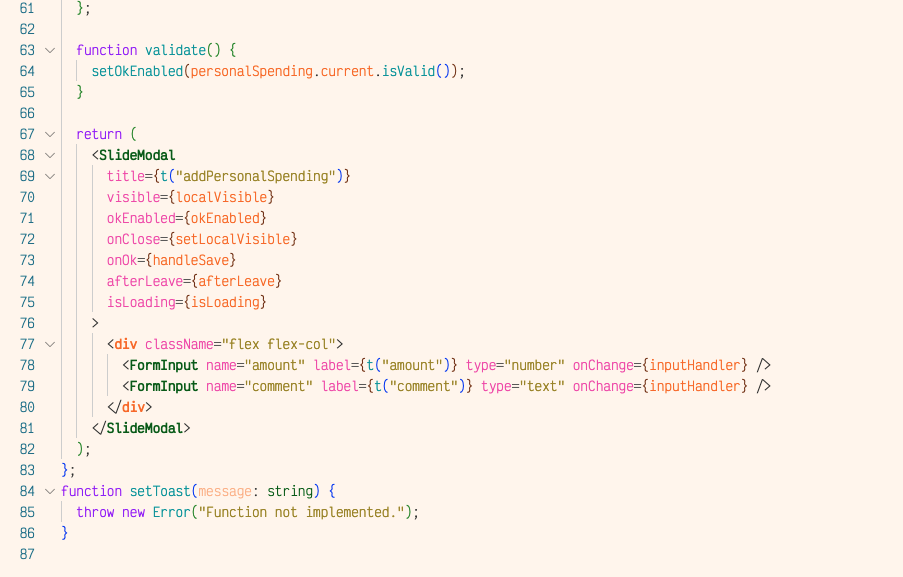 61 };
62
63 function validate() {
64 setOkEnabled(personalSpending.current.isValid());
65 }
66
67 return (
68 <SlideModal
69 title={t("addPersonalSpending")}
70 visible={localVisible}
71 okEnabled={okEnabled}
72 onClose={setLocalVisible}
73 onOk={handleSave}
74 afterLeave={afterLeave}
75 isLoading={isLoading}
76 >
77 <div className="flex flex-col">
78 <FormInput name="amount" label={t("amount")} type="number" onChange={inputHandler} />
79 <FormInput name="comment" label={t("comment")} type="text" onChange={inputHandler} />
80 </div>
81 </SlideModal>
82 );
83 };
84 function setToast(message: string) {
85 throw new Error("Function not implemented.");
86 }
87